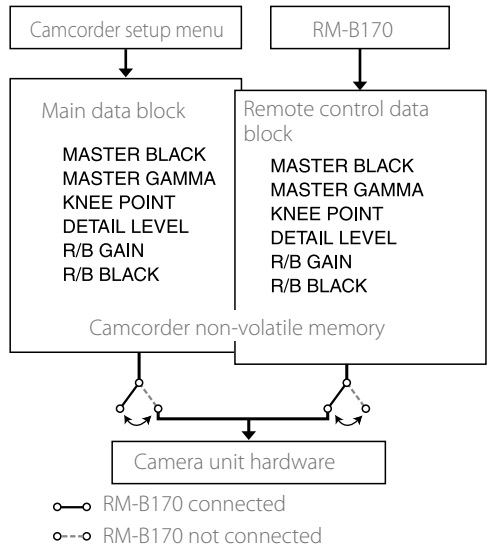 Camcorder setup menu
RM-B170
Main data block
MASTER BLACK
MASTER GAMMA
KNEE POINT
DETAIL LEVEL
R/B GAIN
R/B BLACK
Remote control data
block
MASTER BLACK
MASTER GAMMA
KNEE POINT
DETAIL LEVEL
R/B GAIN
R/B BLACK
Camcorder non-volatile memory
Camera unit hardware
RM-B170 connected
RM-B170 not connected